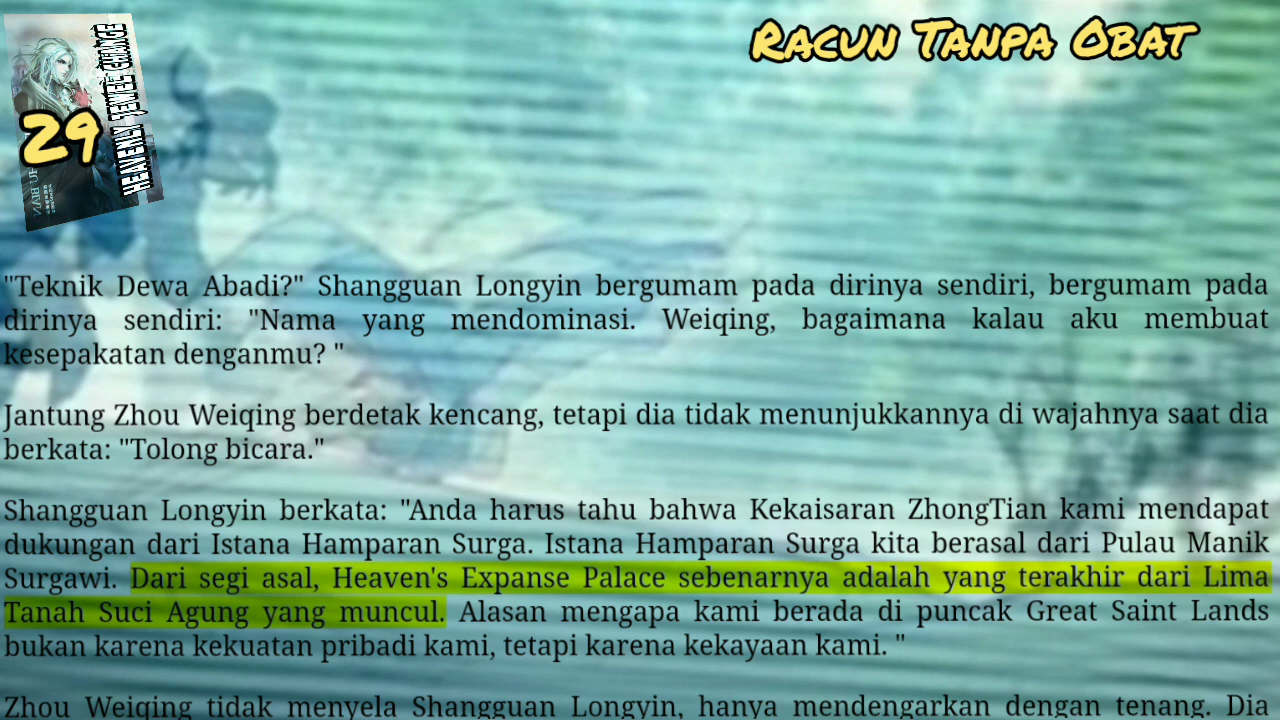 Racun Tanpa Obat
HEAVENLY JEWEL CHANGE
29
"Teknik Dewa Abadi?" Shangguan Longyin bergumam pada dirinya sendiri, bergumam pada
dirinya sendiri: "Nama yang mendominasi. Weiqing, bagaimana kalau aku membuat
kesepakatan denganmu? "
Jantung Zhou Weiqing berdetak kencang, tetapi dia tidak menunjukkannya di wajahnya saat dia
berkata: "Tolong bicara."
Shangguan Longyin berkata: "Anda harus tahu bahwa Kekaisaran ZhongTian kami mendapat
dukungan dari Istana Hamparan Surga. Istana Hamparan Surga kita berasal dari Pulau Manik
Surgawi. Dari segi asal, Heaven's Expanse Palace sebenarnya adalah yang terakhir dari Lima
Tanah Suci Agung yang muncul. Alasan mengapa kami berada di puncak Great Saint Lands
bukan karena kekuatan pribadi kami, tetapi karena kekayaan kami. "
Zhou Weiqing tidak menyela Shangguan Longyin, hanya mendengarkan dengan tenang. Dia